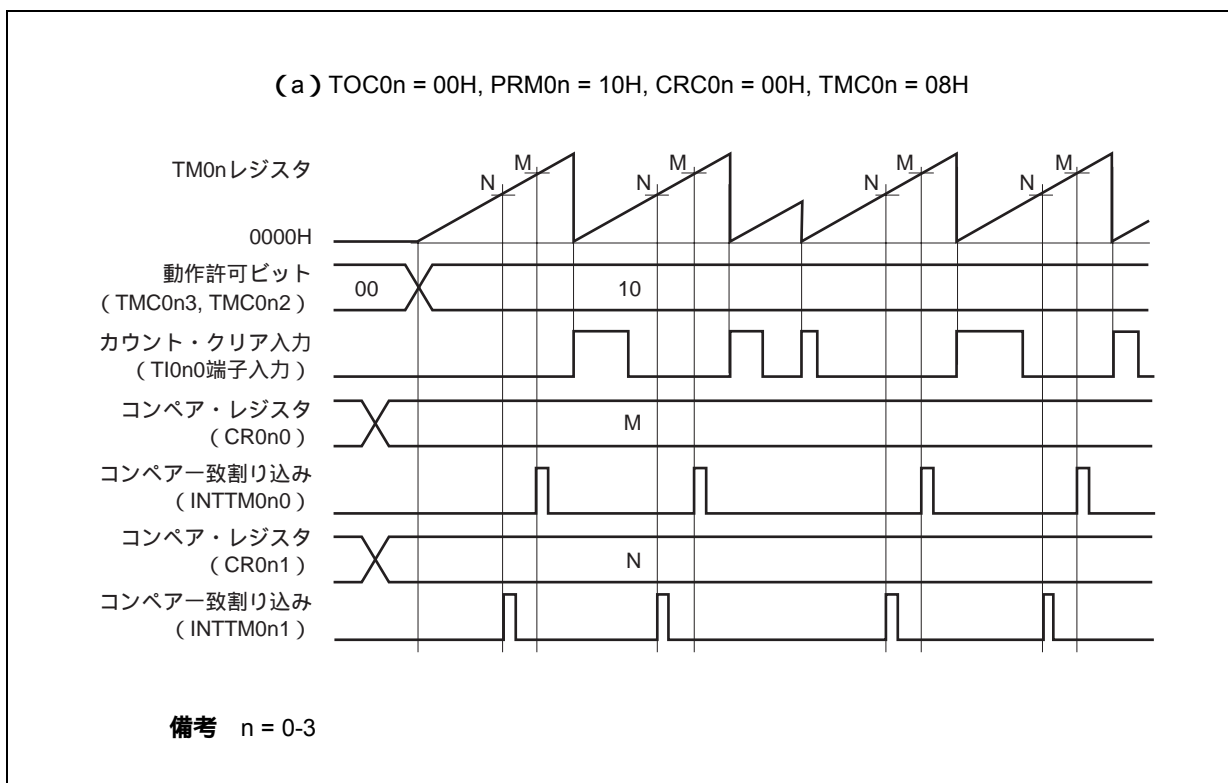 （a）TOC0n = 00H, PRM0n = 10H, CRC0n = 00H, TMC0n = 08H
TM0nレジスタ
N
M
N
M
N
M
N
M
0000H
動作許可ビット
（TMC0n3, TMC0n2）
00
10
カウント・クリア入力
（TI0n0端子入力）
コンペア・レジスタ
（CR0n0）
M
コンペア一致割り込み
（INTTM0n0）
コンペア・レジスタ
（CR0n1）
N
コンペア一致割り込み
（INTTM0n1）
備考　n = 0-3